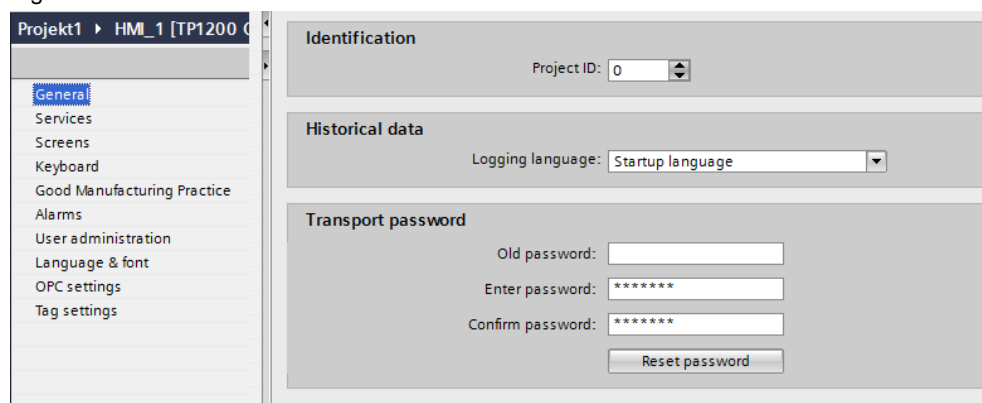 Projekt1 ▸ HMI_1 [TP1200 C
General
Services
Screens
Keyboard
Good Manufacturing Practice
Alarms
User administration
Language & font
OPC settings
Tag settings
Identification
Project ID: 0
Historical data
Logging language: Startup language
Transport password
Old password:
Enter password: *******
Confirm password: *******
Reset password